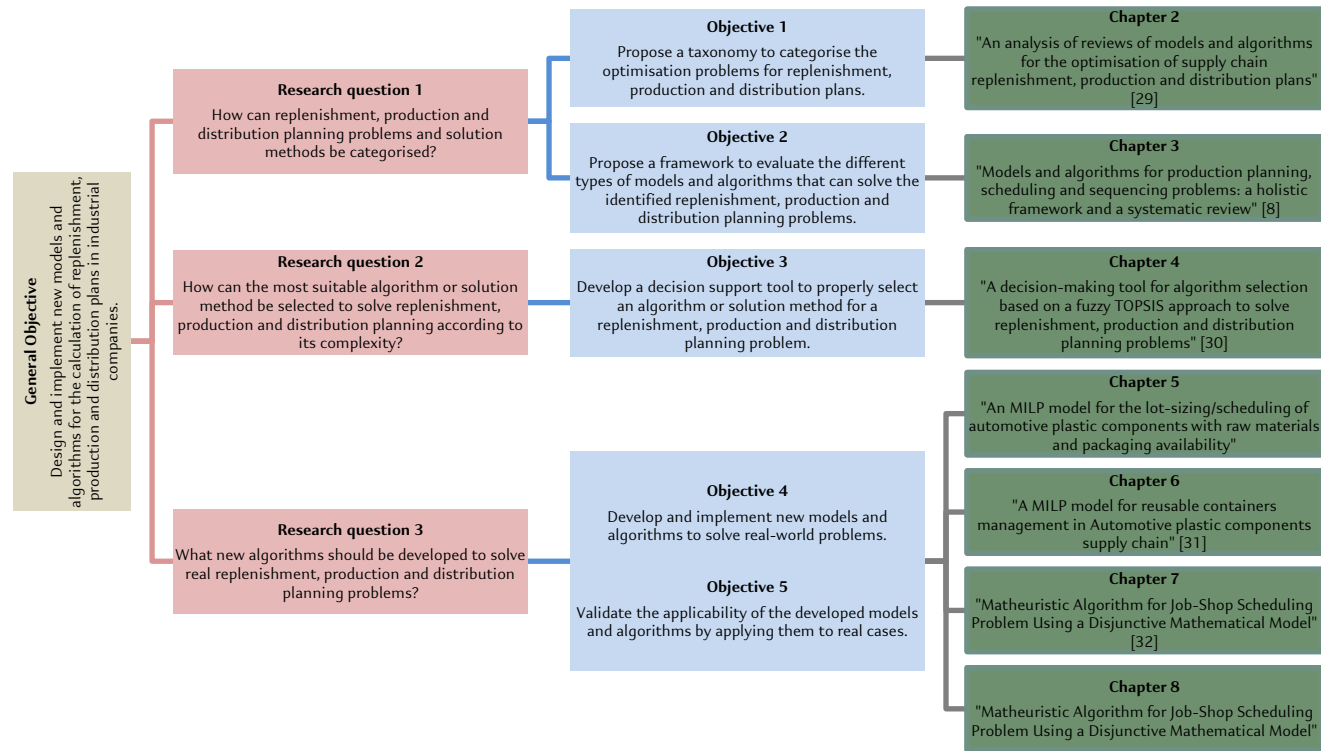 General Objective
Design and implement new models and
algorithms for the calculation of replenishment,
production and distribution plans in industrial
companies.
Research question 1
How can replenishment, production and
distribution planning problems and solution
methods be categorised?
Research question 2
How can the most suitable algorithm or solution
method be selected to solve replenishment,
production and distribution planning according to
its complexity?
Research question 3
What new algorithms should be developed to solve
real replenishment, production and distribution
planning problems?
Objective 1
Propose a taxonomy to categorise the
optimisation problems for replenishment,
production and distribution plans.
Objective 2
Propose a framework to evaluate the different
types of models and algorithms that can solve the
identified replenishment, production and
distribution planning problems.
Objective 3
Develop a decision support tool to properly select
an algorithm or solution method for a
replenishment, production and distribution
planning problem.
Objective 4
Develop and implement new models and
algorithms to solve real-world problems.
Objective 5
Validate the applicability of the developed models
and algorithms by applying them to real cases.
Chapter 2
"An analysis of reviews of models and algorithms
for the optimisation of supply chain
replenishment, production and distribution plans"
[29]
Chapter 3
"Models and algorithms for production planning,
scheduling and sequencing problems: a holistic
framework and a systematic review" [8]
Chapter 4
"A decision-making tool for algorithm selection
based on a fuzzy TOPSIS approach to solve
replenishment, production and distribution
planning problems" [30]
Chapter 5
"An MILP model for the lot-sizing/scheduling of
automotive plastic components with raw materials
and packaging availability"
Chapter 6
"A MILP model for reusable containers
management in Automotive plastic components
supply chain" [31]
Chapter 7
"Matheuristic Algorithm for Job-Shop Scheduling
Problem Using a Disjunctive Mathematical Model"
[32]
Chapter 8
"Matheuristic Algorithm for Job-Shop Scheduling
Problem Using a Disjunctive Mathematical Model"